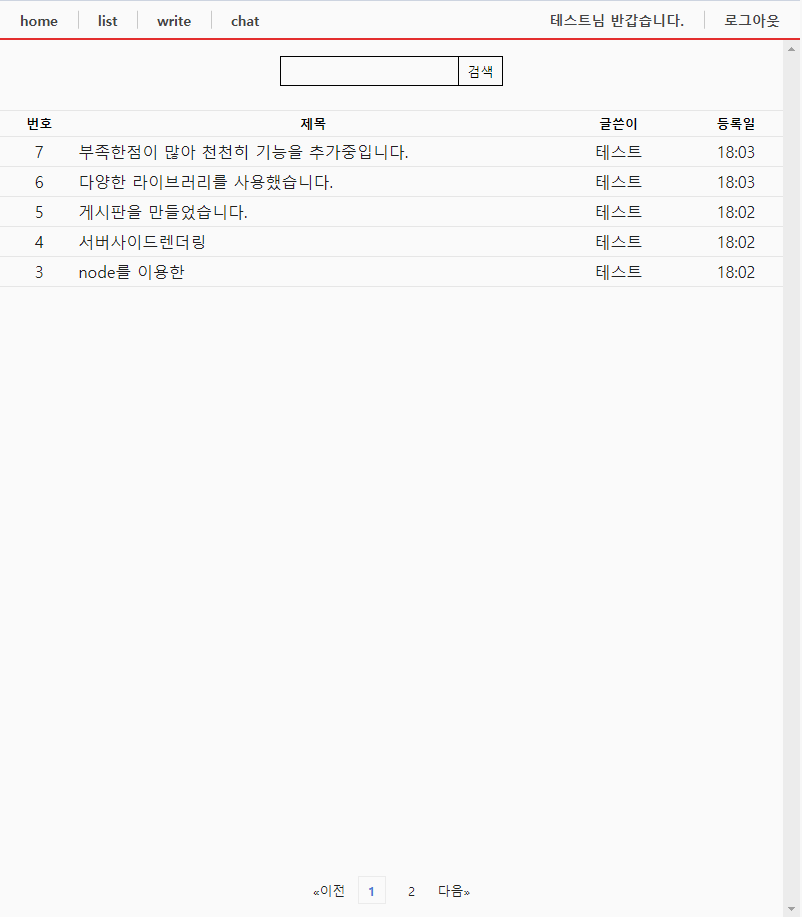 home list write chat 테스트님 반갑습니다. 로그아웃
검색
번호 제목 글쓴이 등록일
7 부족한점이 많아 천천히 기능을 추가중입니다. 테스트 18:03
6 다양한 라이브러리를 사용했습니다. 테스트 18:03
5 게시판을 만들었습니다. 테스트 18:02
4 서버사이드렌더링 테스트 18:02
3 node를 이용한 테스트 18:02
«이전 1 2 다음»